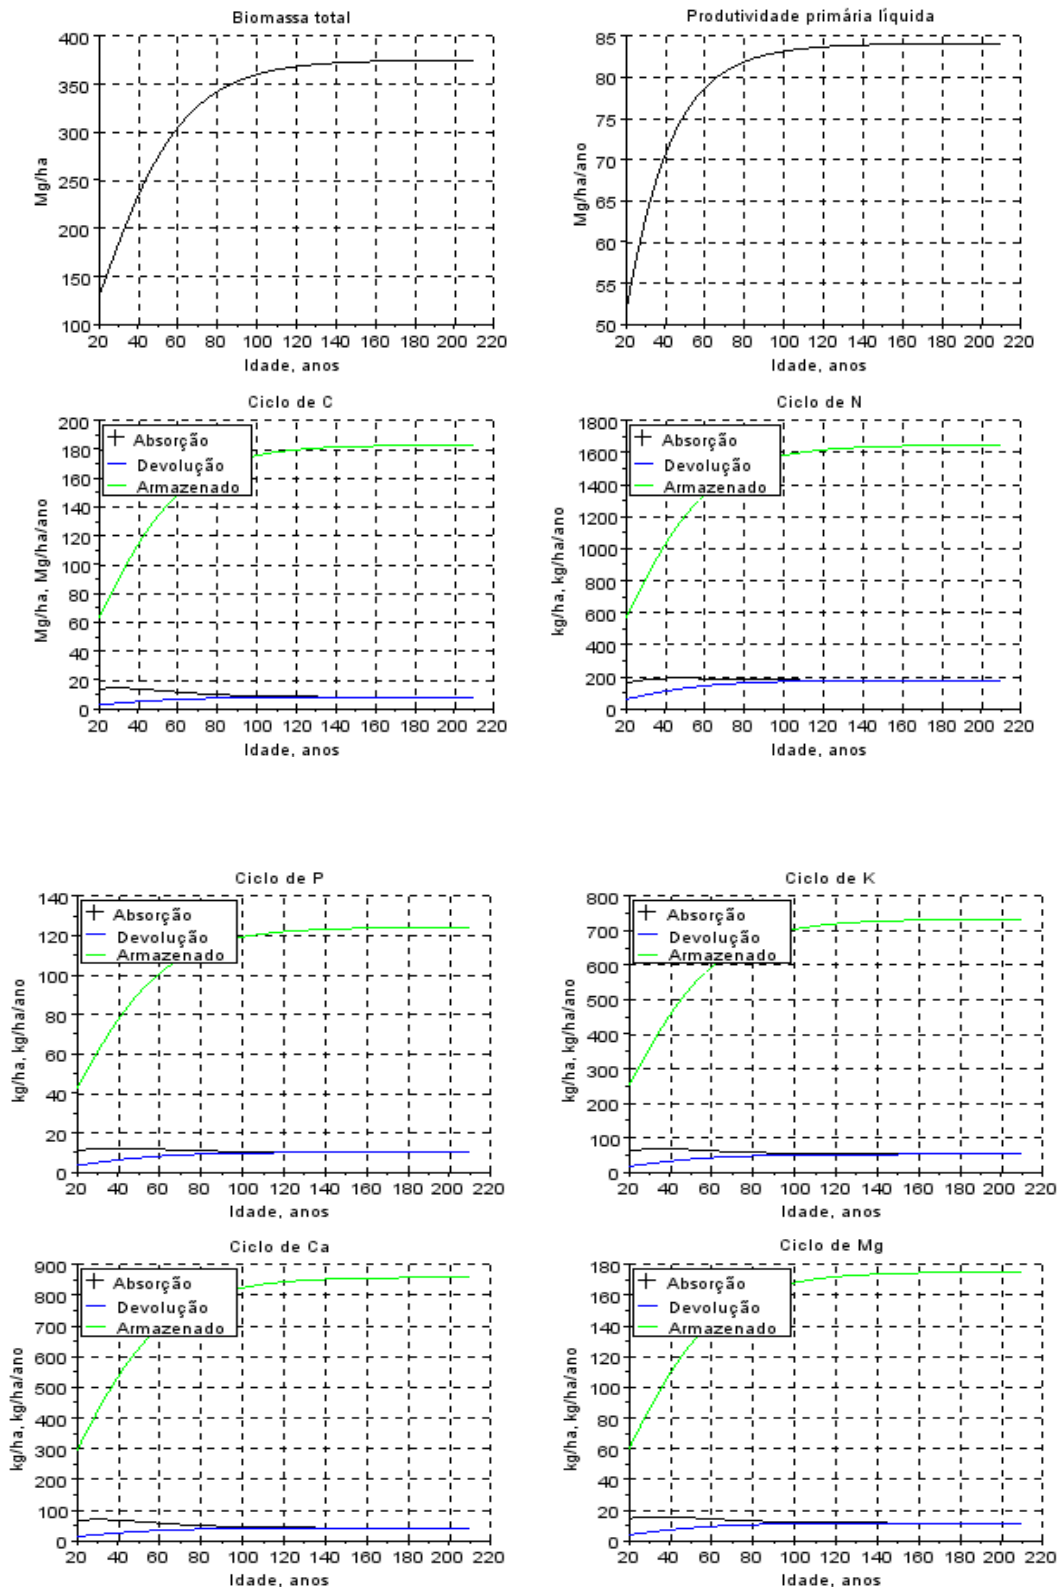 Biomassa total
400
350
300
250
200
150
100
Mg/ha
20 40 60 80 100 120 140 160 180 200 220
Idade, anos
Produtividade primária líquida
85
80
75
70
65
60
55
50
Mg/ha/ano
20 40 60 80 100 120 140 160 180 200 220
Idade, anos
Ciclo de C
200
180
160
140
120
100
80
60
40
20
0
Mg/ha, Mg/ha/ano
Absorção
Devolução
Armazenado
20 40 60 80 100 120 140 160 180 200 220
Idade, anos
Ciclo de N
1800
1600
1400
1200
1000
800
600
400
200
0
kg/ha, kg/ha/ano
Absorção
Devolução
Armazenado
20 40 60 80 100 120 140 160 180 200 220
Idade, anos
Ciclo de P
140
120
100
80
60
40
20
0
kg/ha, kg/ha/ano
Absorção
Devolução
Armazenado
20 40 60 80 100 120 140 160 180 200 220
Idade, anos
Ciclo de K
800
700
600
500
400
300
200
100
0
kg/ha, kg/ha/ano
Absorção
Devolução
Armazenado
20 40 60 80 100 120 140 160 180 200 220
Idade, anos
Ciclo de Ca
900
800
700
600
500
400
300
200
100
0
kg/ha, kg/ha/ano
Absorção
Devolução
Armazenado
20 40 60 80 100 120 140 160 180 200 220
Idade, anos
Ciclo de Mg
180
160
140
120
100
80
60
40
20
0
kg/ha, kg/ha/ano
Absorção
Devolução
Armazenado
20 40 60 80 100 120 140 160 180 200 220
Idade, anos